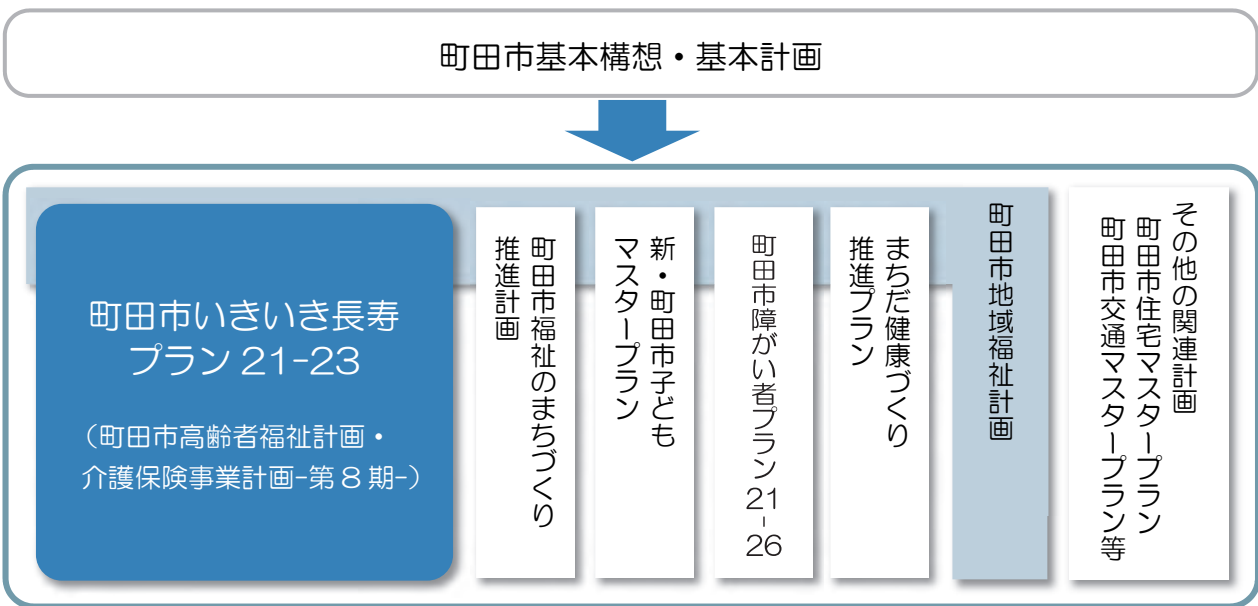 町田市基本構想・基本計画
町田市いきいき長寿
プラン 21-23
（町田市高齢者福祉計画・
介護保険事業計画-第８期-）
町田市福祉のまちづくり
推進計画
新・町田市子ども
マスタープラン
町田市障がい者プラン21-26
まちだ健康づくり
推進プラン
町田市地域福祉計画
その他の関連計画
町田市住宅マスタープラン
町田市交通マスタープラン等